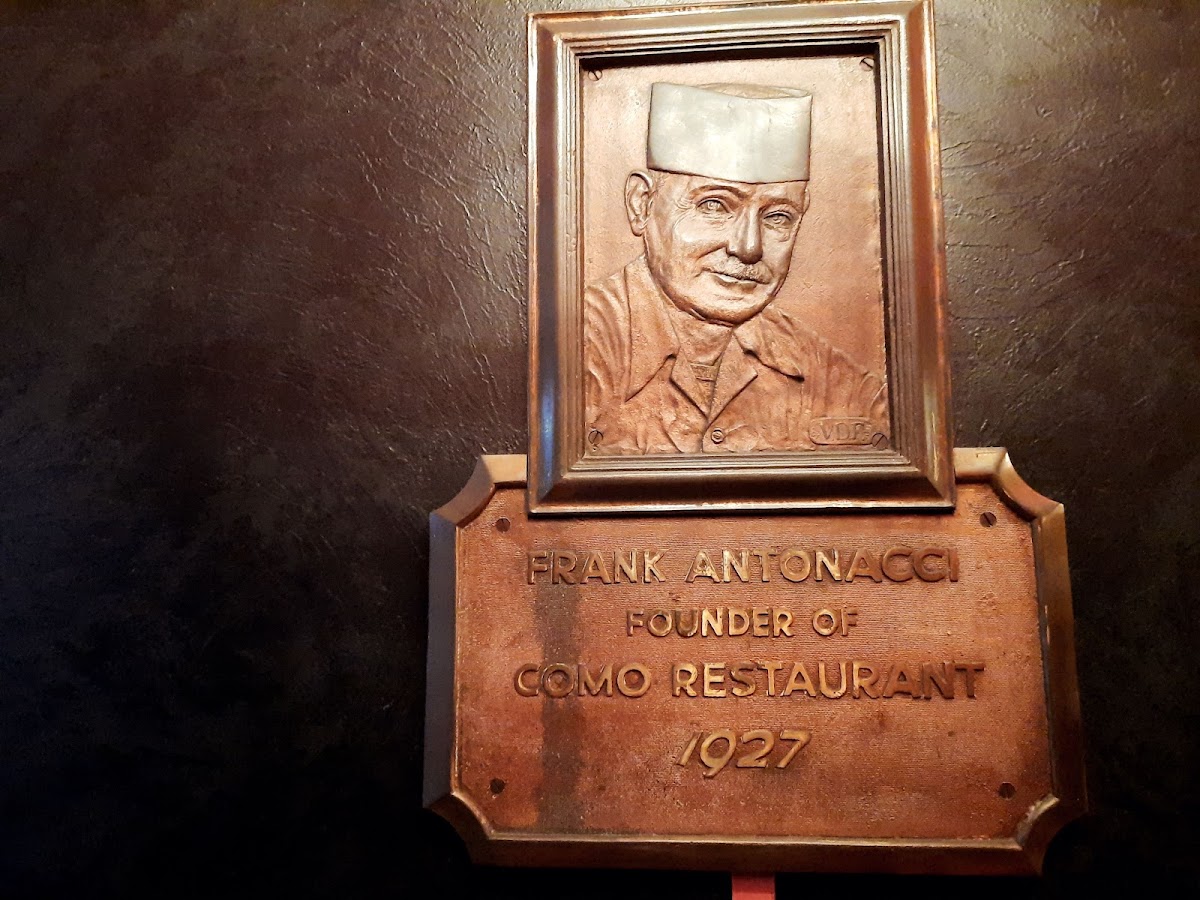 FRANK ANTONACCI
FOUNDER OF
COMO RESTAURANT
1927